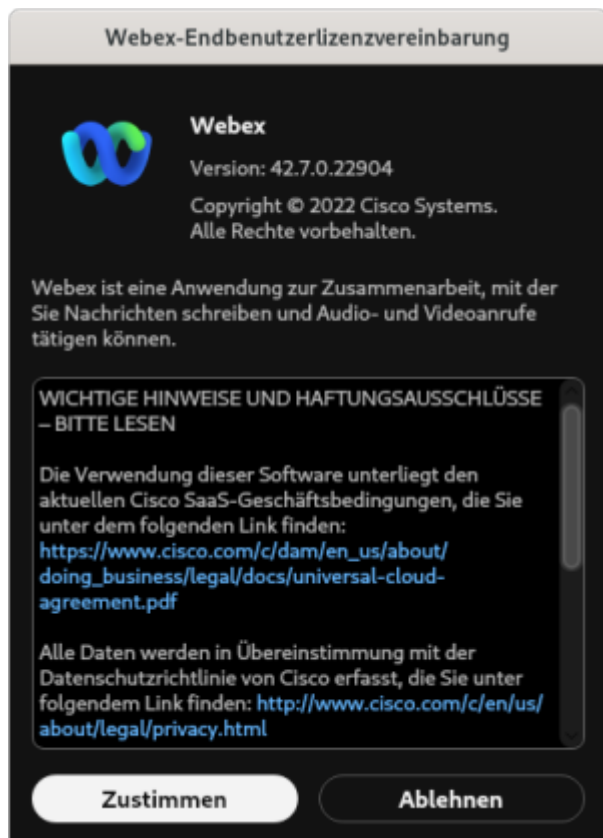 Webex-Endbenutzerlizenzvereinbarung
Webex
Version: 42.7.0.22904
Copyright © 2022 Cisco Systems.
Alle Rechte vorbehalten.
Webex ist eine Anwendung zur Zusammenarbeit, mit der
Sie Nachrichten schreiben und Audio- und Videoanrufe
tätigen können.
WICHTIGE HINWEISE UND HAFTUNGSAUSSCHLÜSSE
– BITTE LESEN
Die Verwendung dieser Software unterliegt den
aktuellen Cisco SaaS-Geschäftsbedingungen, die Sie
unter dem folgenden Link finden:
https://www.cisco.com/c/dam/en_us/about/
doing_business/legal/docs/universal-cloud-
agreement.pdf
Alle Daten werden in Übereinstimmung mit der
Datenschutzrichtlinie von Cisco erfasst, die Sie unter
folgendem Link finden: http://www.cisco.com/c/en/us/
about/legal/privacy.html
Zustimmen
Ablehnen